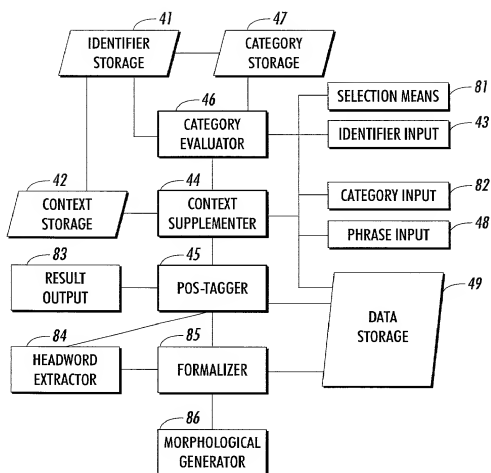 41
IDENTIFIER
STORAGE
47
CATEGORY
STORAGE
81
SELECTION MEANS
46
CATEGORY
EVALUATOR
43
IDENTIFIER INPUT
42
CONTEXT
STORAGE
44
CONTEXT
SUPPLEMENTER
82
CATEGORY INPUT
48
PHRASE INPUT
83
RESULT
OUTPUT
45
POS-TAGGER
49
DATA
STORAGE
84
HEADWORD
EXTRACTOR
85
FORMALIZER
86
MORPHOLOGICAL
GENERATOR